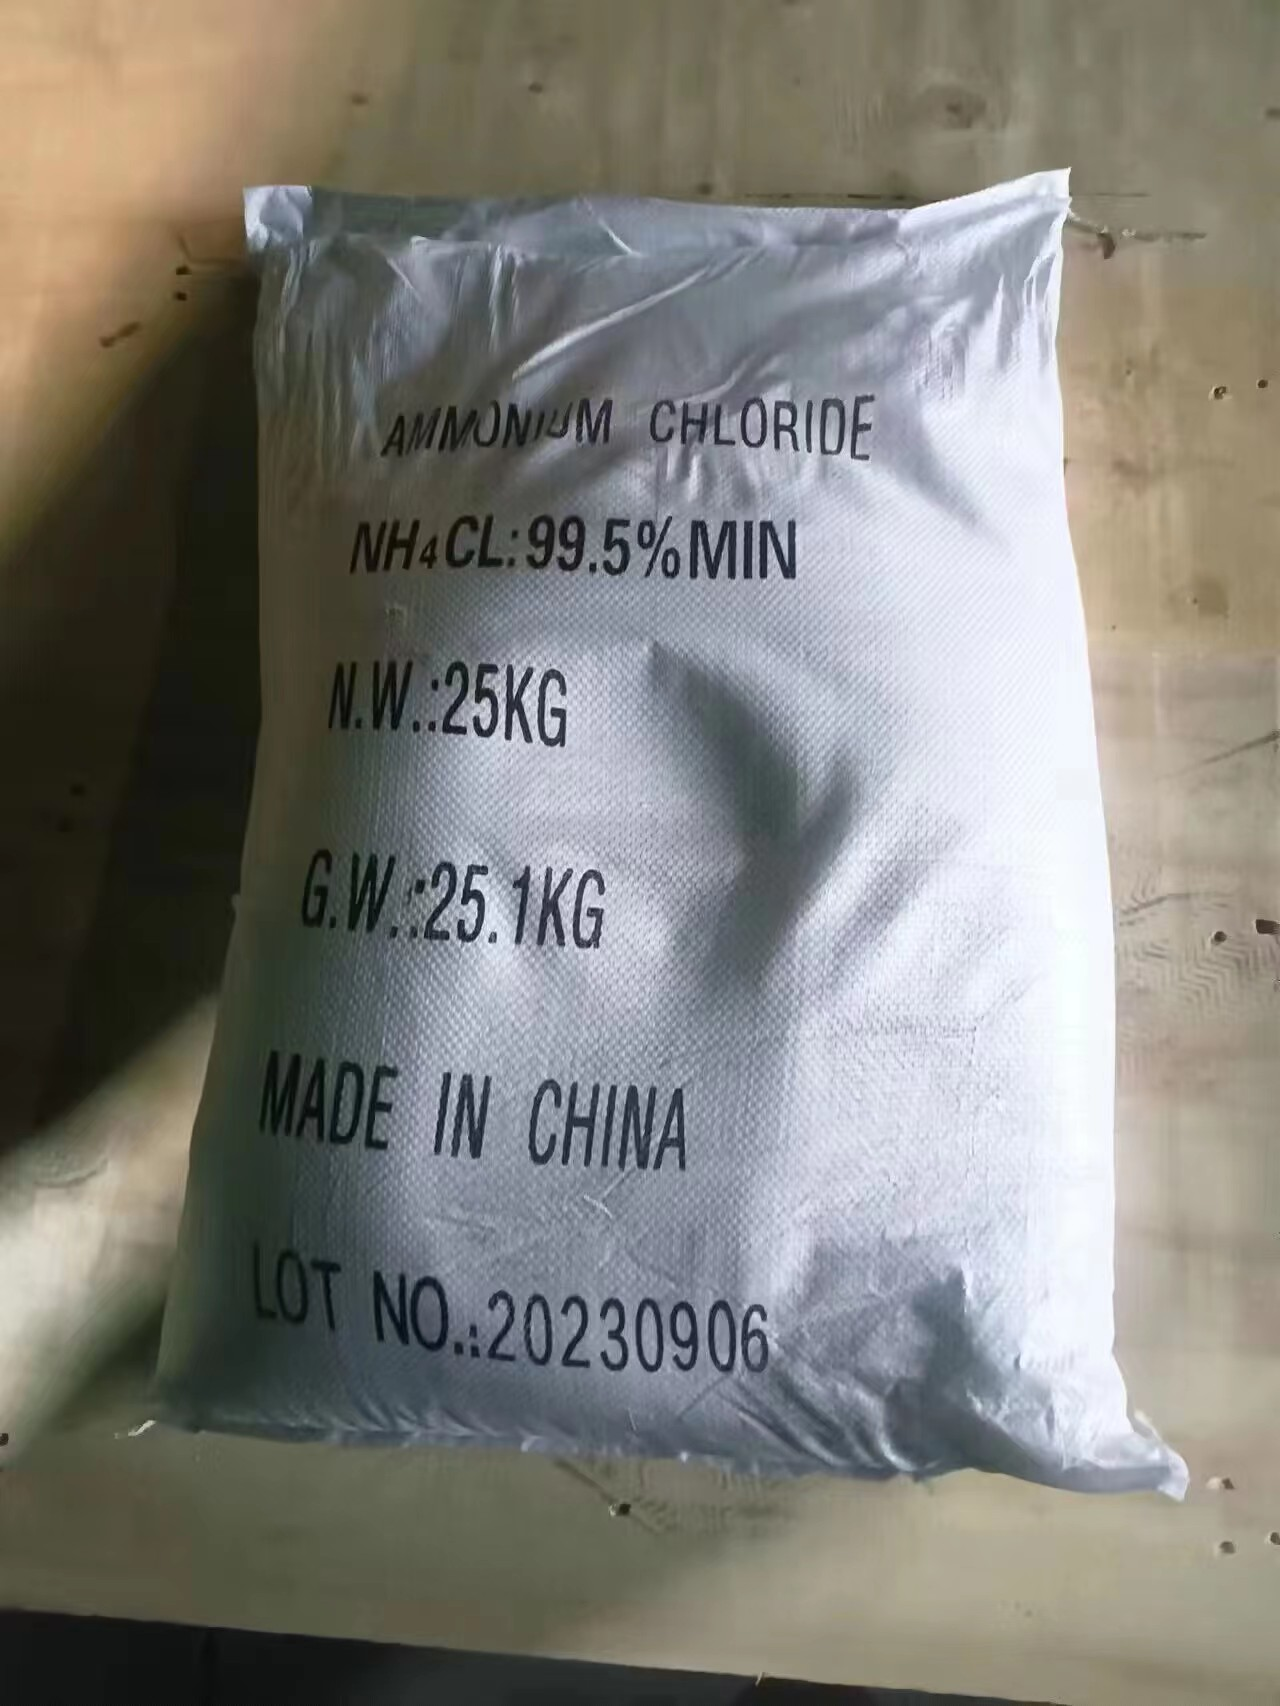 AMMONIUM CHLORIDE
NH₄CL:99.5%MIN
N.W.:25KG
G.W.:25.1KG
MADE IN CHINA
LOT NO.:20230906